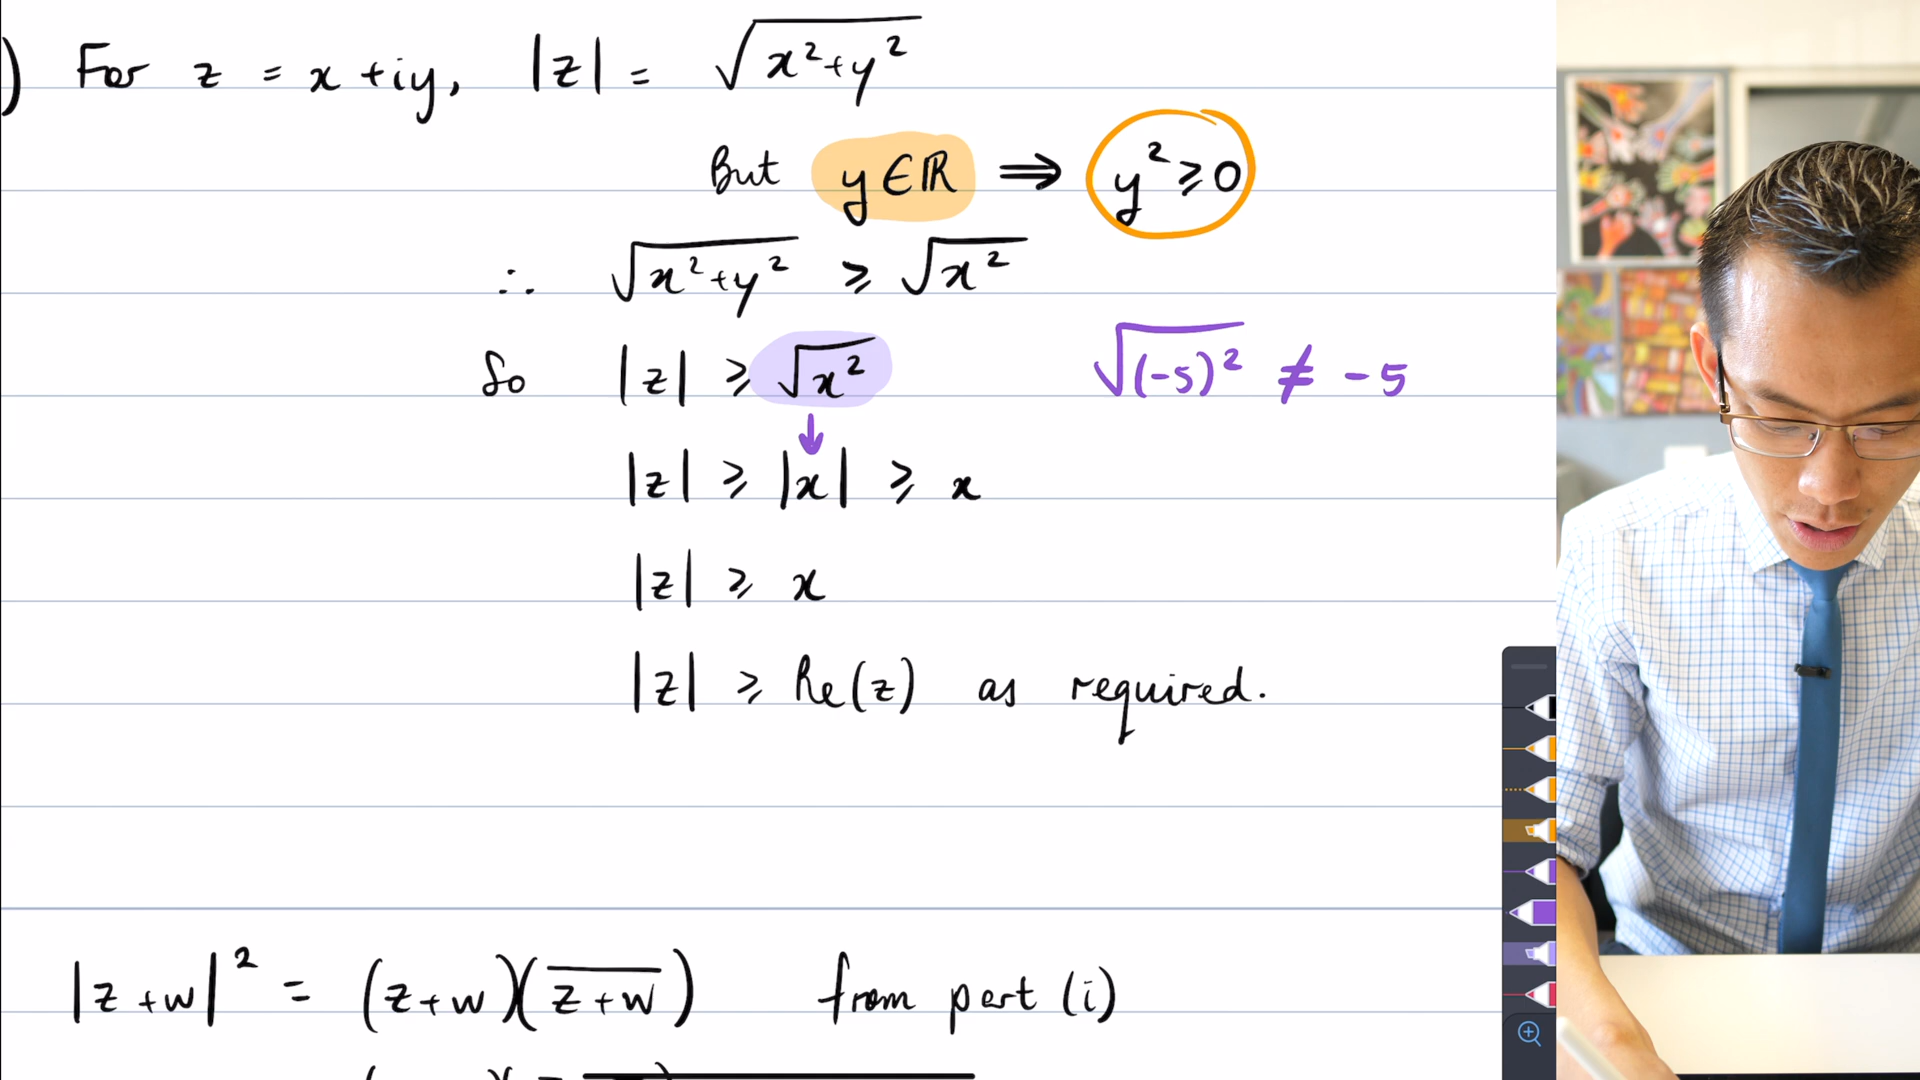 ) For z = x + iy, |z| = √(x² + y²)
But y ∈ ℝ ⟹ y² ≥ 0
∴ √(x² + y²) ≥ √(x²)
So |z| ≥ √(x²) √((-5)²) ≠ -5
↓
|z| ≥ |x| ≥ x
|z| ≥ x
|z| ≥ Re(z) as required.
|z + w|² = (z + w)(z̅ ̅+̅ ̅w̅) from part (i)